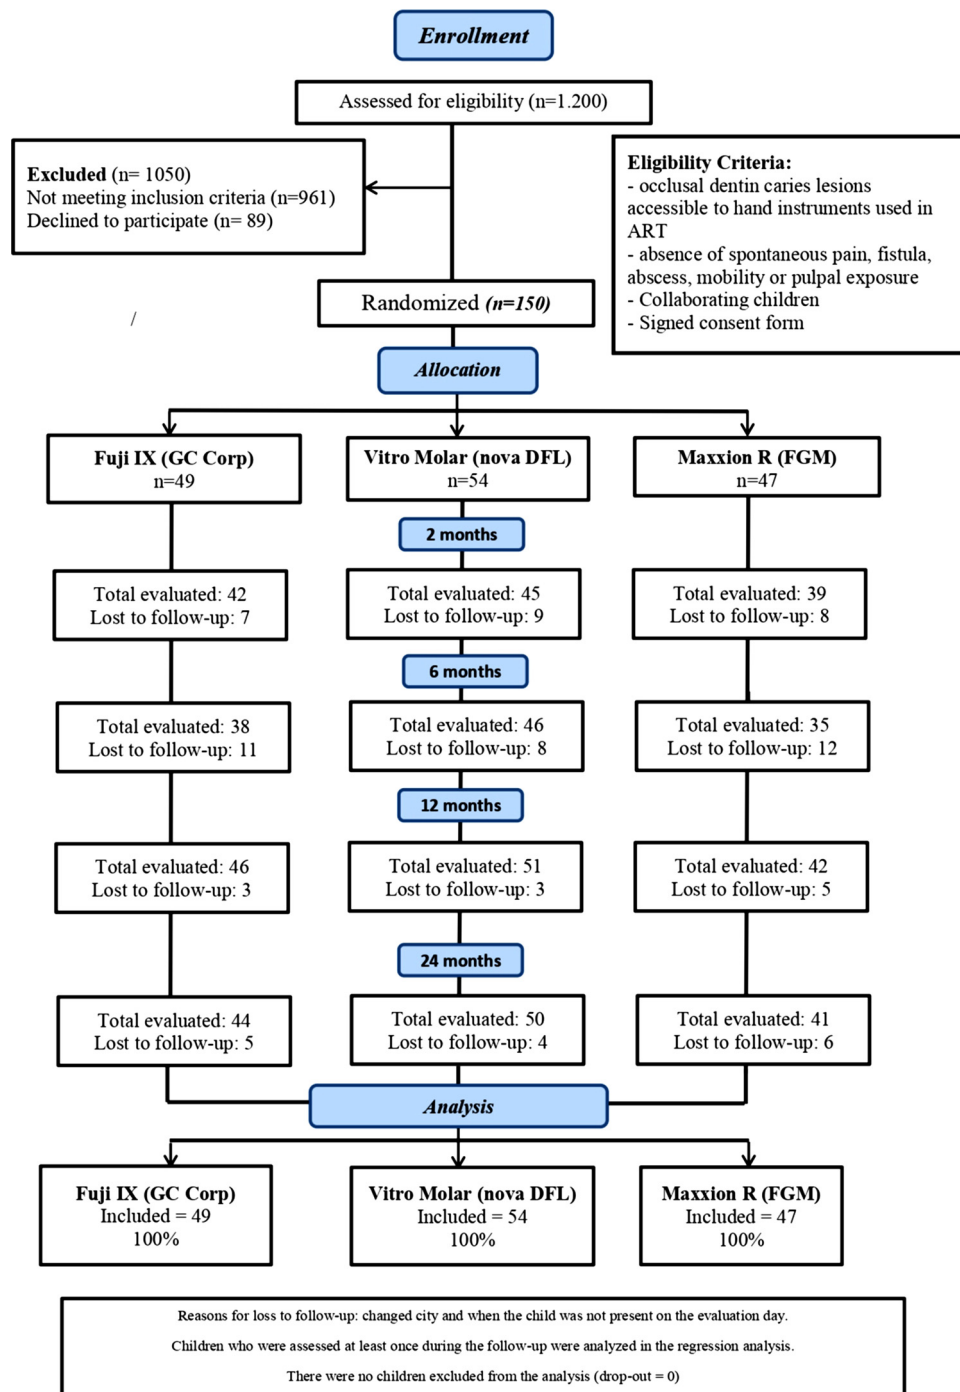 Enrollment
Assessed for eligibility (n=1.200)
Excluded (n= 1050)
Not meeting inclusion criteria (n=961)
Declined to participate (n= 89)
Eligibility Criteria:
- occlusal dentin caries lesions
accessible to hand instruments used in
ART
- absence of spontaneous pain, fistula,
abscess, mobility or pulpal exposure
- Collaborating children
- Signed consent form
Randomized (n=150)
/
Allocation
Fuji IX (GC Corp)
n=49
Vitro Molar (nova DFL)
n=54
Maxxion R (FGM)
n=47
2 months
Total evaluated: 42
Lost to follow-up: 7
Total evaluated: 45
Lost to follow-up: 9
Total evaluated: 39
Lost to follow-up: 8
6 months
Total evaluated: 38
Lost to follow-up: 11
Total evaluated: 46
Lost to follow-up: 8
Total evaluated: 35
Lost to follow-up: 12
12 months
Total evaluated: 46
Lost to follow-up: 3
Total evaluated: 51
Lost to follow-up: 3
Total evaluated: 42
Lost to follow-up: 5
24 months
Total evaluated: 44
Lost to follow-up: 5
Total evaluated: 50
Lost to follow-up: 4
Total evaluated: 41
Lost to follow-up: 6
Analysis
Fuji IX (GC Corp)
Included = 49
100%
Vitro Molar (nova DFL)
Included = 54
100%
Maxxion R (FGM)
Included = 47
100%
Reasons for loss to follow-up: changed city and when the child was not present on the evaluation day.
Children who were assessed at least once during the follow-up were analyzed in the regression analysis.
There were no children excluded from the analysis (drop-out = 0)